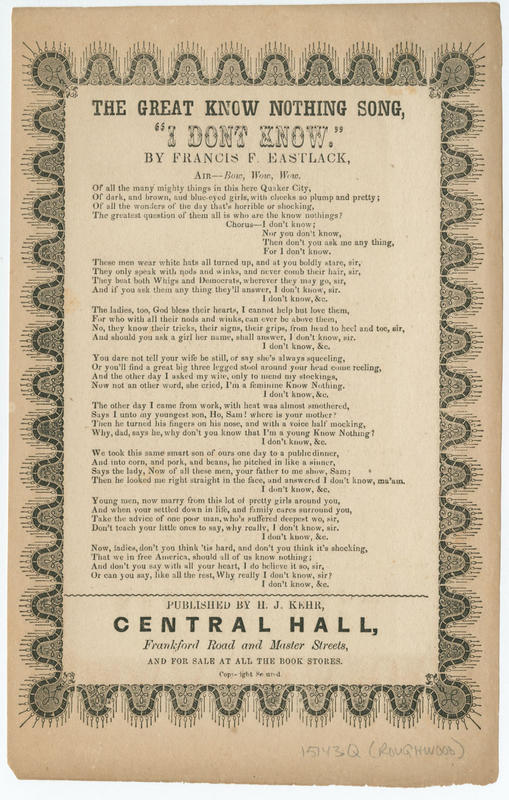 THE GREAT KNOW NOTHING SONG,
"I DONT KNOW."
BY FRANCIS F. EASTLACK,
AIR—Bow, Wow, Wow.
Of all the many mighty things in this here Quaker City,
Of dark, and brown, and blue-eyed girls, with cheeks so plump and pretty;
Of all the wonders of the day that's horrible or shocking,
The greatest question of them all is who are the know nothings?
Chorus—I don't know;
Nor you don't know,
Then don't you ask me any thing,
For I don't know.
These men wear white hats all turned up, and at you boldly stare, sir,
They only speak with nods and winks, and never comb their hair, sir,
They beat both Whigs and Democrats, wherever they may go, sir,
And if you ask them any thing they'll answer, I don't know, sir.
I don't know, &c.
The ladies, too, God bless their hearts, I cannot help but love them,
For who with all their nods and winks, can ever be above them,
No, they know their tricks, their signs, their grips, from head to heel and toe, sir,
And should you ask a girl her name, shall answer, I don't know, sir.
I don't know, &c.
You dare not tell your wife be still, or say she's always squeeling,
Or you'll find a great big three legged stool around your head come reeling,
And the other day I asked my wife, only to mend my stockings,
Now not an other word, she cried, I'm a feminine Know Nothing.
I don't know, &c.
The other day I came from work, with heat was almost smothered,
Says I unto my youngest son, Ho, Sam! where is your mother?
Then he turned his fingers on his nose, and with a voice half mocking,
Why, dad, says he, why don't you know that I'm a young Know Nothing?
I don't know, &c.
We took this same smart son of ours one day to a public dinner,
And into corn, and pork, and beans, he pitched in like a sinner,
Says the lady, Now of all these men, your father to me show, Sam;
Then he looked me right straight in the face, and answered I don't know, ma'am.
I don't know, &c.
Young men, now marry from this lot of pretty girls around you,
And when your settled down in life, and family cares surround you,
Take the advice of one poor man, who's suffered deepest wo, sir,
Don't teach your little ones to say, why really, I don't know, sir.
I don't know, &c.
Now, ladies, don't you think 'tis hard, and don't you think it's shocking,
That we in free America, should all of us know nothing;
And don't you say with all your heart, I do believe it so, sir,
Or can you say, like all the rest, Why really I don't know, sir?
I don't know, &c.
PUBLISHED BY H. J. KEHR,
CENTRAL HALL,
Frankford Road and Master Streets,
AND FOR SALE AT ALL THE BOOK STORES.
Copy-right Secured
15143Q (ROUGHWOOD)